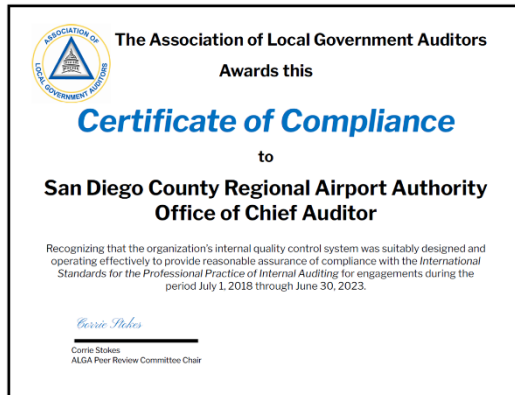 ASSOCIATION OF
LOCAL GOVERNMENT AUDITORS
The Association of Local Government Auditors
Awards this
Certificate of Compliance
to
San Diego County Regional Airport Authority
Office of Chief Auditor
Recognizing that the organization's internal quality control system was suitably designed and
operating effectively to provide reasonable assurance of compliance with the International
Standards for the Professional Practice of Internal Auditing for engagements during the
period July 1, 2018 through June 30, 2023.
Corrie Stokes
Corrie Stokes
ALGA Peer Review Committee Chair